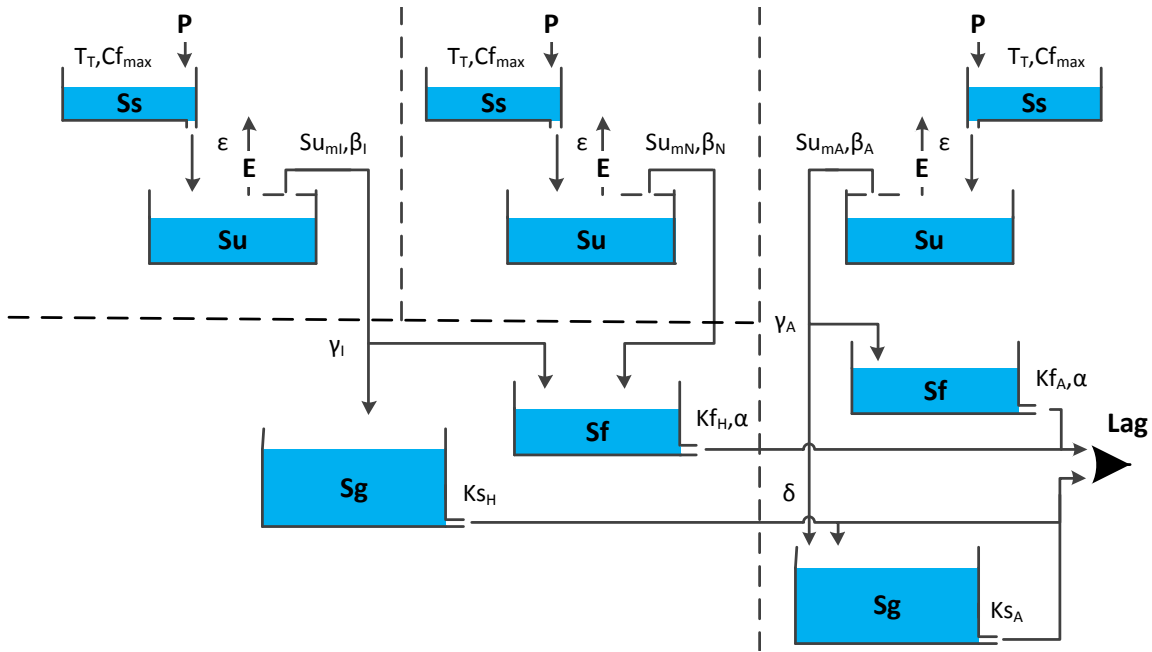 P
P
P
T_T,Cf_max
T_T,Cf_max
T_T,Cf_max
Ss
Ss
Ss
ε
E
Su_mI,β_I
ε
E
Su_mN,β_N
Su_mA,β_A
E
ε
Su
Su
Su
γ_I
γ_A
Sf
Kf_A,α
Sf
Kf_H,α
Lag
Sg
Ks_H
δ
Sg
Ks_A